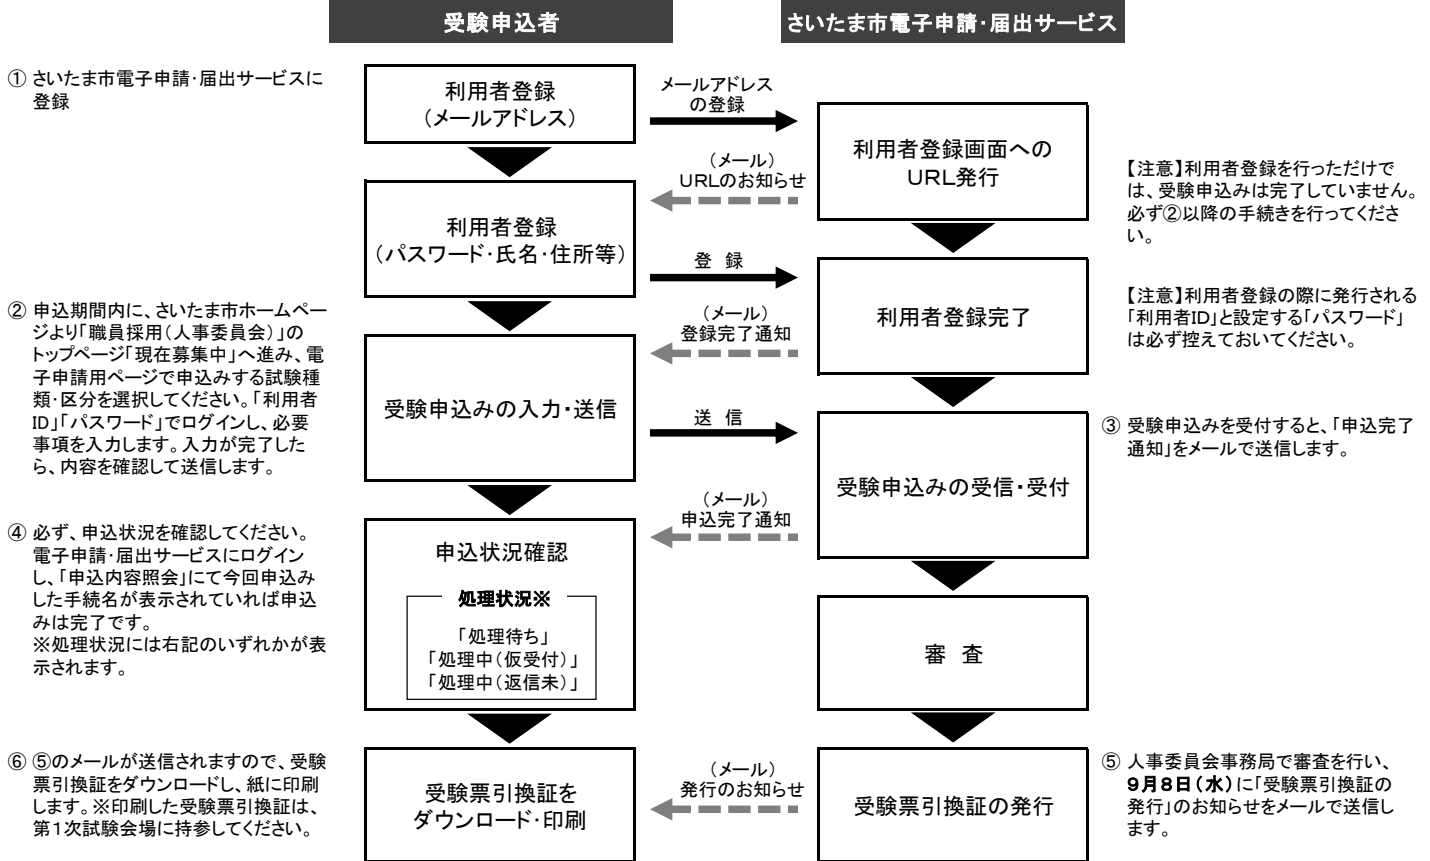 受験申込者
さいたま市電子申請・届出サービス
① さいたま市電子申請・届出サービスに
登録
利用者登録
（メールアドレス）
メールアドレス
の登録
利用者登録画面への
ＵＲＬ発行
（メール）
ＵＲＬのお知らせ
【注意】利用者登録を行っただけで
は、受験申込みは完了していません。
必ず②以降の手続きを行ってくださ
い。
利用者登録
（パスワード・氏名・住所等）
登　録
利用者登録完了
（メール）
登録完了通知
【注意】利用者登録の際に発行される
「利用者ID」と設定する「パスワード」
は必ず控えておいてください。
② 申込期間内に、さいたま市ホームペー
ジより「職員採用（人事委員会）」の
トップページ「現在募集中」へ進み、電
子申請用ページで申込みする試験種
類・区分を選択してください。「利用者
ID」「パスワード」でログインし、必要
事項を入力します。入力が完了した
ら、内容を確認して送信します。
受験申込みの入力・送信
送　信
受験申込みの受信・受付
③ 受験申込みを受付すると、「申込完了
通知」をメールで送信します。
（メール）
申込完了通知
④ 必ず、申込状況を確認してください。
電子申請・届出サービスにログイン
し、「申込内容照会」にて今回申込み
した手続名が表示されていれば申込
みは完了です。
※処理状況には右記のいずれかが表
示されます。
申込状況確認
処理状況※
「処理待ち」
「処理中（仮受付）」
「処理中（返信未）」
審　査
⑥ ⑤のメールが送信されますので、受験
票引換証をダウンロードし、紙に印刷
します。※印刷した受験票引換証は、
第１次試験会場に持参してください。
受験票引換証を
ダウンロード・印刷
（メール）
発行のお知らせ
受験票引換証の発行
⑤ 人事委員会事務局で審査を行い、
９月８日（水）に「受験票引換証の
発行」のお知らせをメールで送信し
ます。